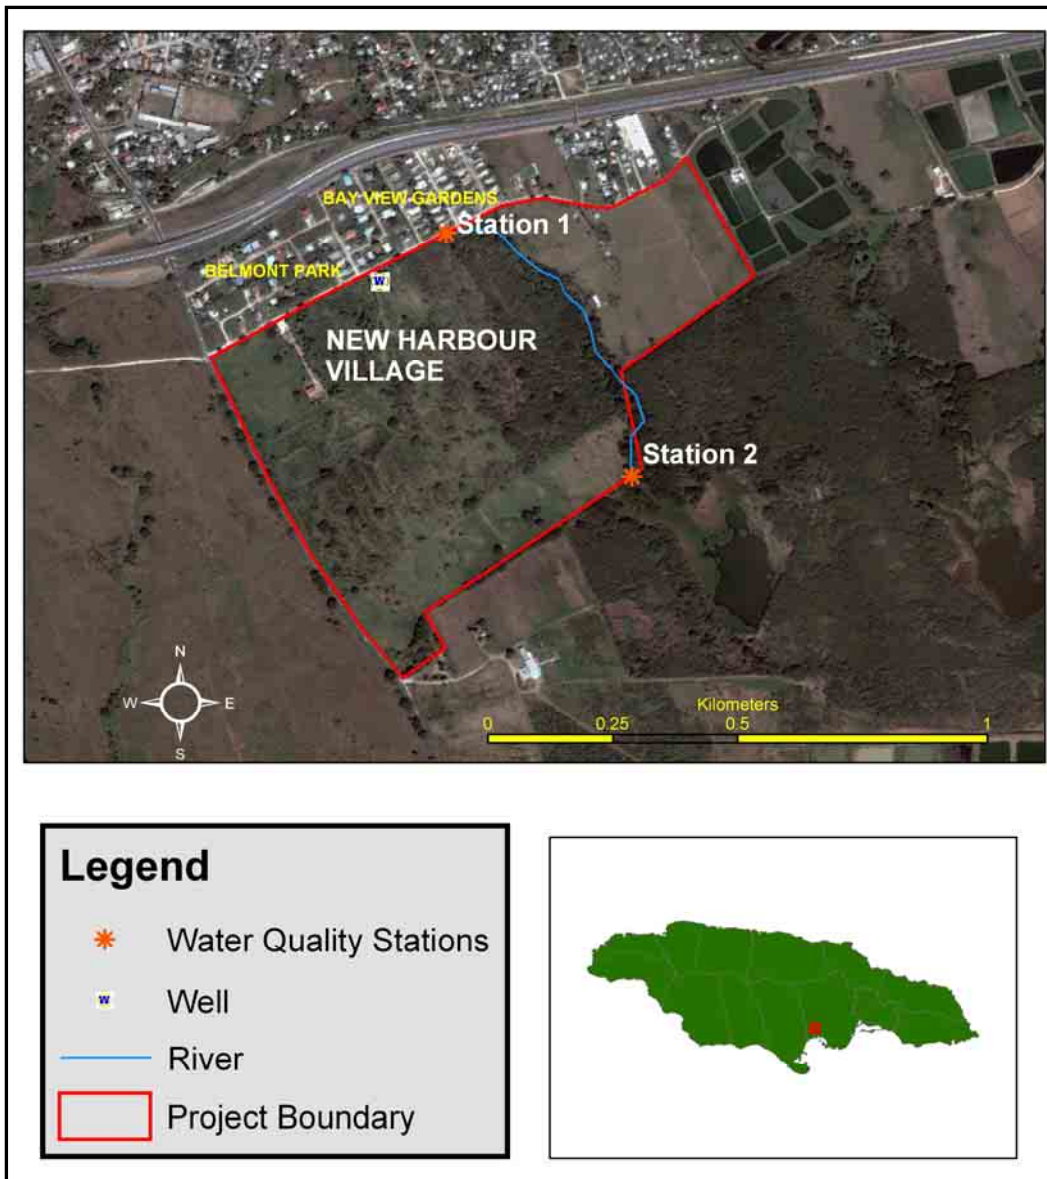 BAY VIEW GARDENS
Station 1
BELMONT PARK
W
NEW HARBOUR
VILLAGE
Station 2
N
W E
S
Kilometers
0 0.25 0.5 1
Legend
Water Quality Stations
W Well
River
Project Boundary